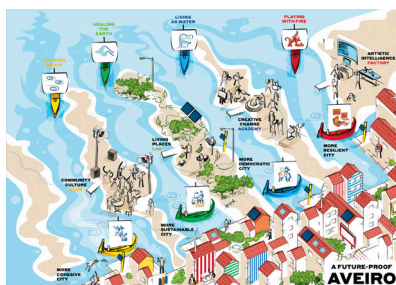 HEALING
THE
EARTH
LIVING
AS WATER
PLAYING
WITH FIRE
ARTISTIC
INTELLIGENCE
FACTORY
CREATIVE
CHANGE
ACADEMY
LIVING
PLACES
MORE
RESILIENT
CITY
MORE
DEMOCRATIC
CITY
COMMUNITY
CULTURE
MORE
SUSTAINABLE
CITY
MORE
COHESIVE
CITY
A FUTURE-PROOF
AVEIRO